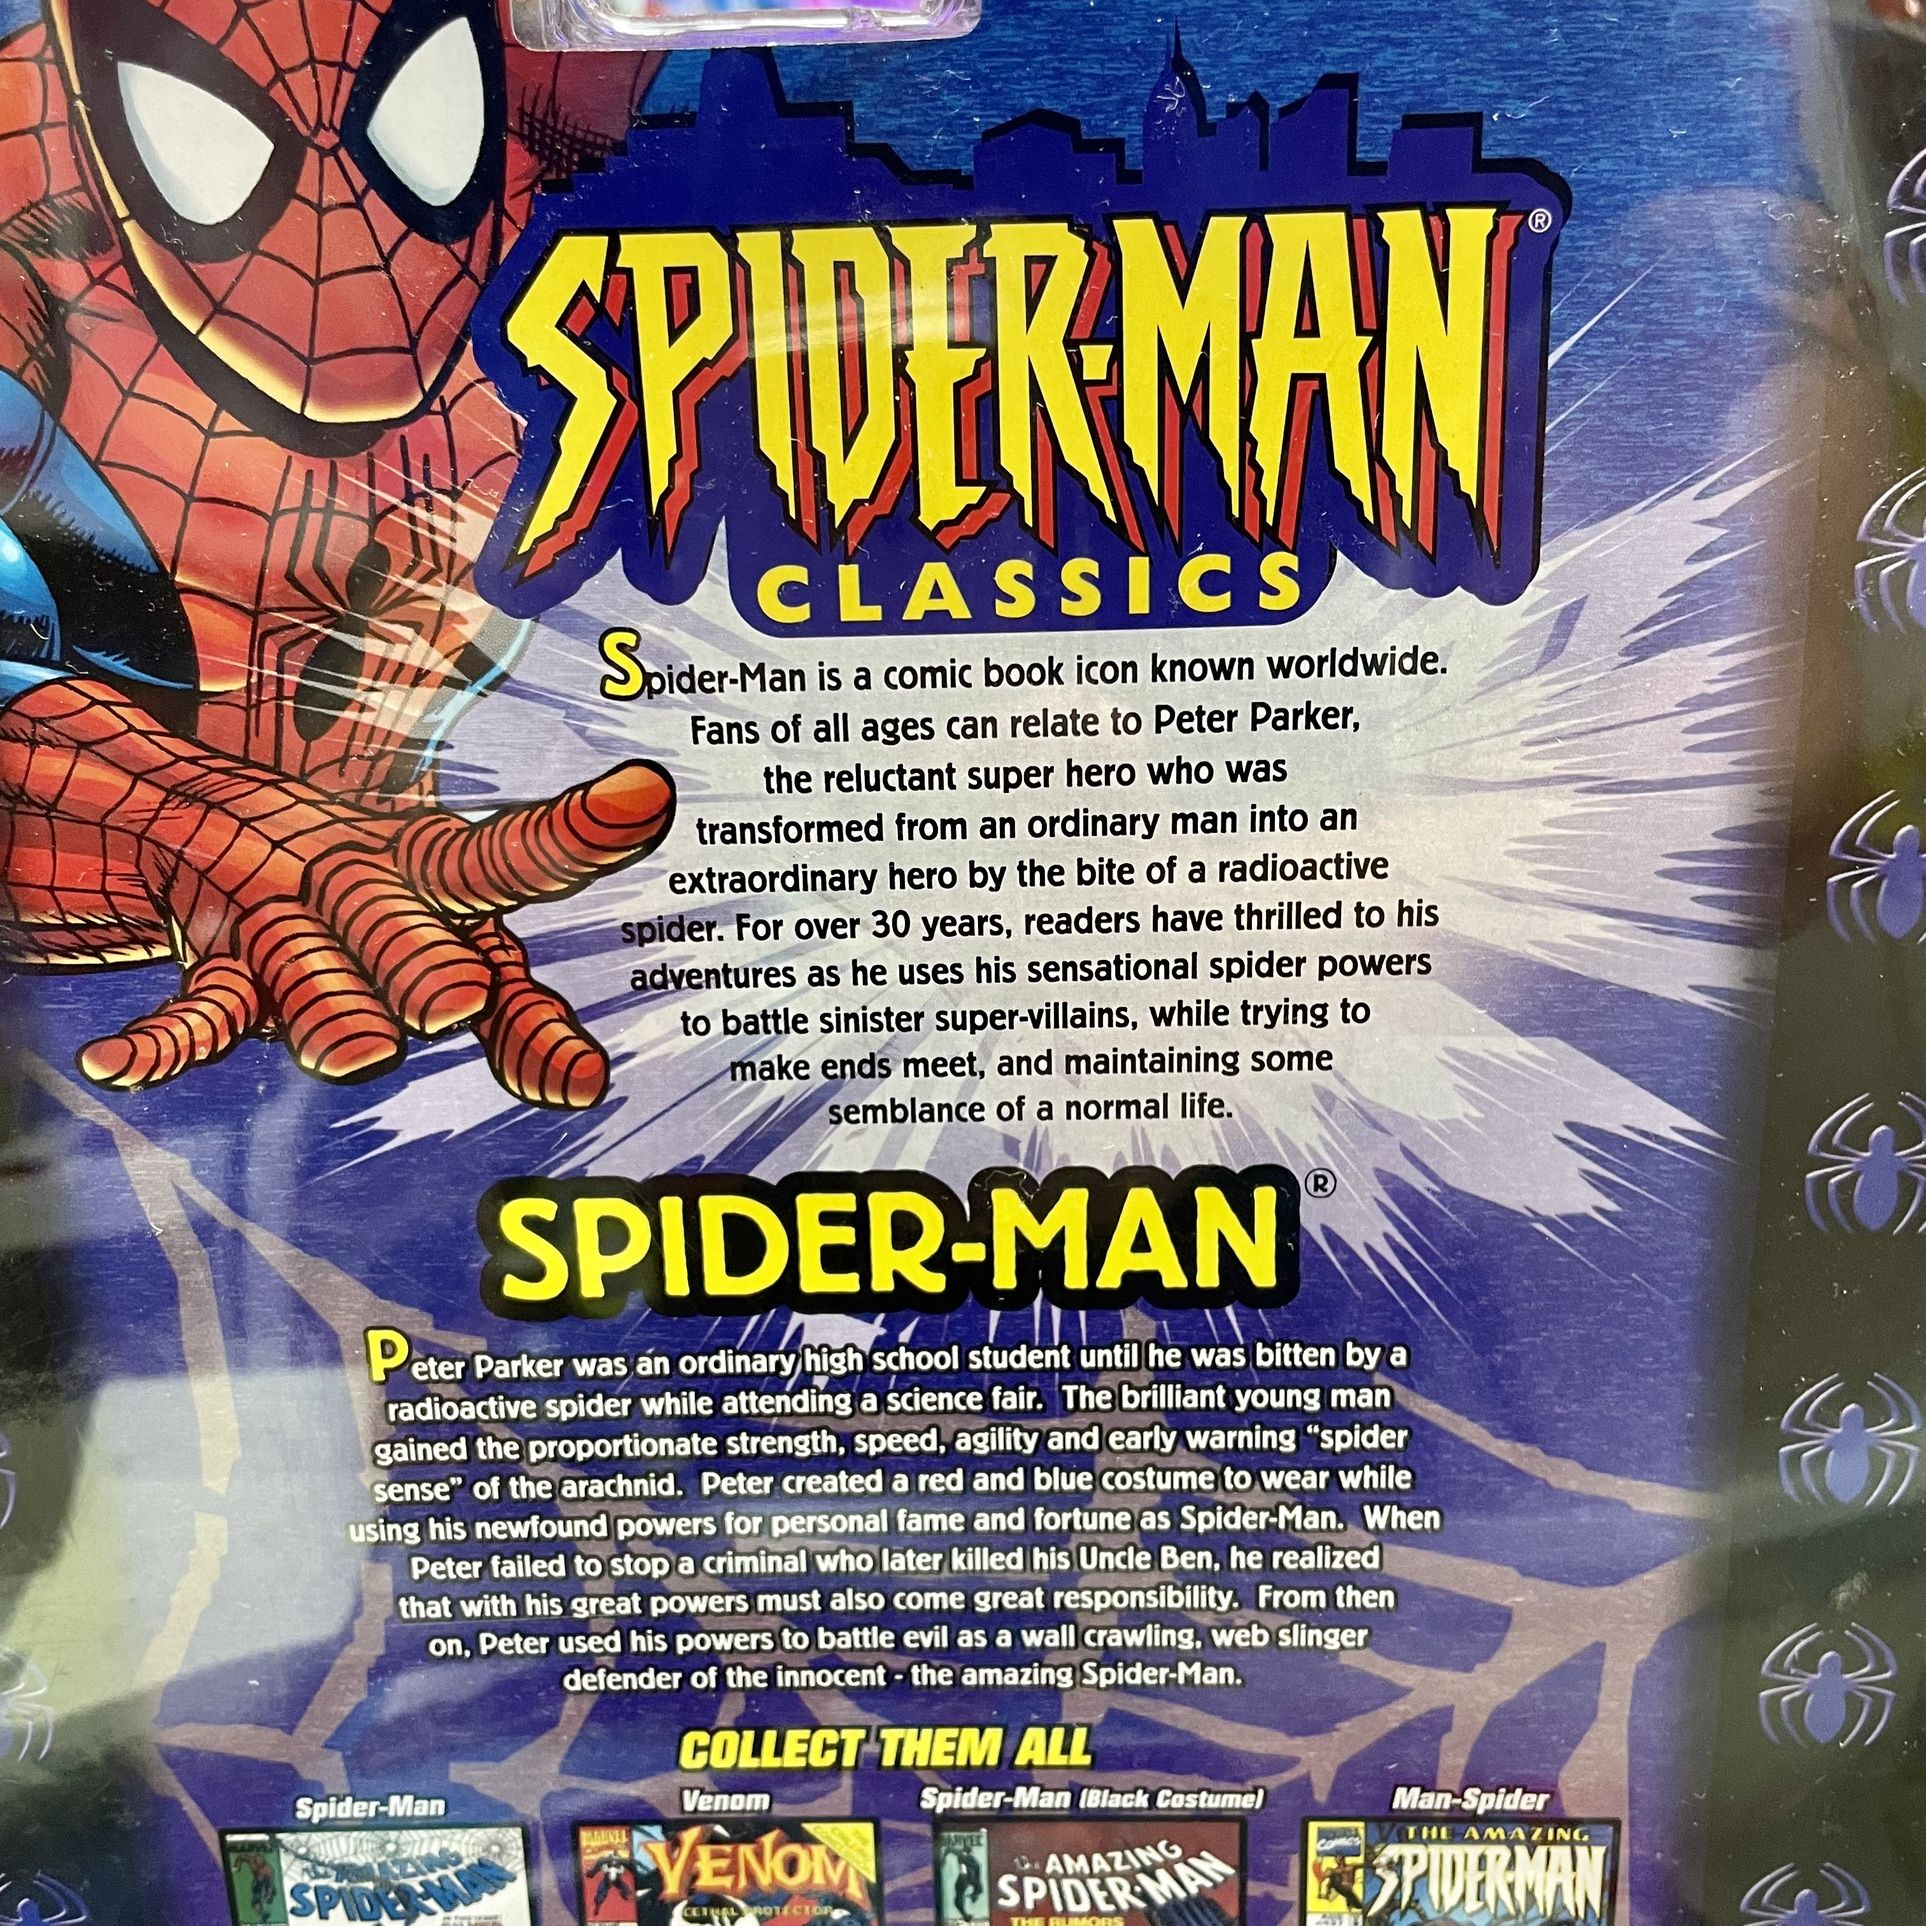 SPIDER-MAN®
CLASSICS
Spider-Man is a comic book icon known worldwide.
Fans of all ages can relate to Peter Parker,
the reluctant super hero who was
transformed from an ordinary man into an
extraordinary hero by the bite of a radioactive
spider. For over 30 years, readers have thrilled to his
adventures as he uses his sensational spider powers
to battle sinister super-villains, while trying to
make ends meet, and maintaining some
semblance of a normal life.
SPIDER-MAN®
Peter Parker was an ordinary high school student until he was bitten by a
radioactive spider while attending a science fair. The brilliant young man
gained the proportionate strength, speed, agility and early warning “spider
sense” of the arachnid. Peter created a red and blue costume to wear while
using his newfound powers for personal fame and fortune as Spider-Man. When
Peter failed to stop a criminal who later killed his Uncle Ben, he realized
that with his great powers must also come great responsibility. From then
on, Peter used his powers to battle evil as a wall crawling, web slinger
defender of the innocent - the amazing Spider-Man.
COLLECT THEM ALL
Spider-Man
Venom
Spider-Man (Black Costume)
Man-Spider
MARVEL
AMAZING
SPIDER-MAN
MARVEL
VENOM
LETHAL PROTECTOR
MARVEL
AMAZING
SPIDER-MAN
THE RUMORS
COMICS
THE AMAZING
SPIDER-MAN